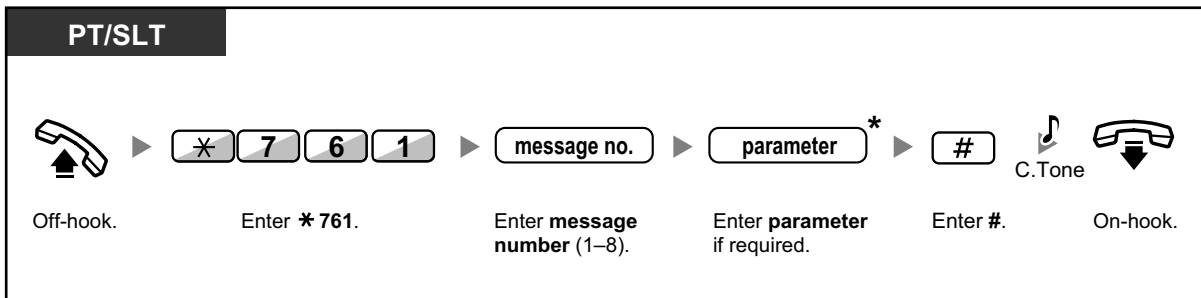 PT/SLT
✳ 7 6 1 message no. parameter * #
C.Tone
Off-hook.
Enter ✳ 761.
Enter message
number (1–8).
Enter parameter
if required.
Enter #.
On-hook.